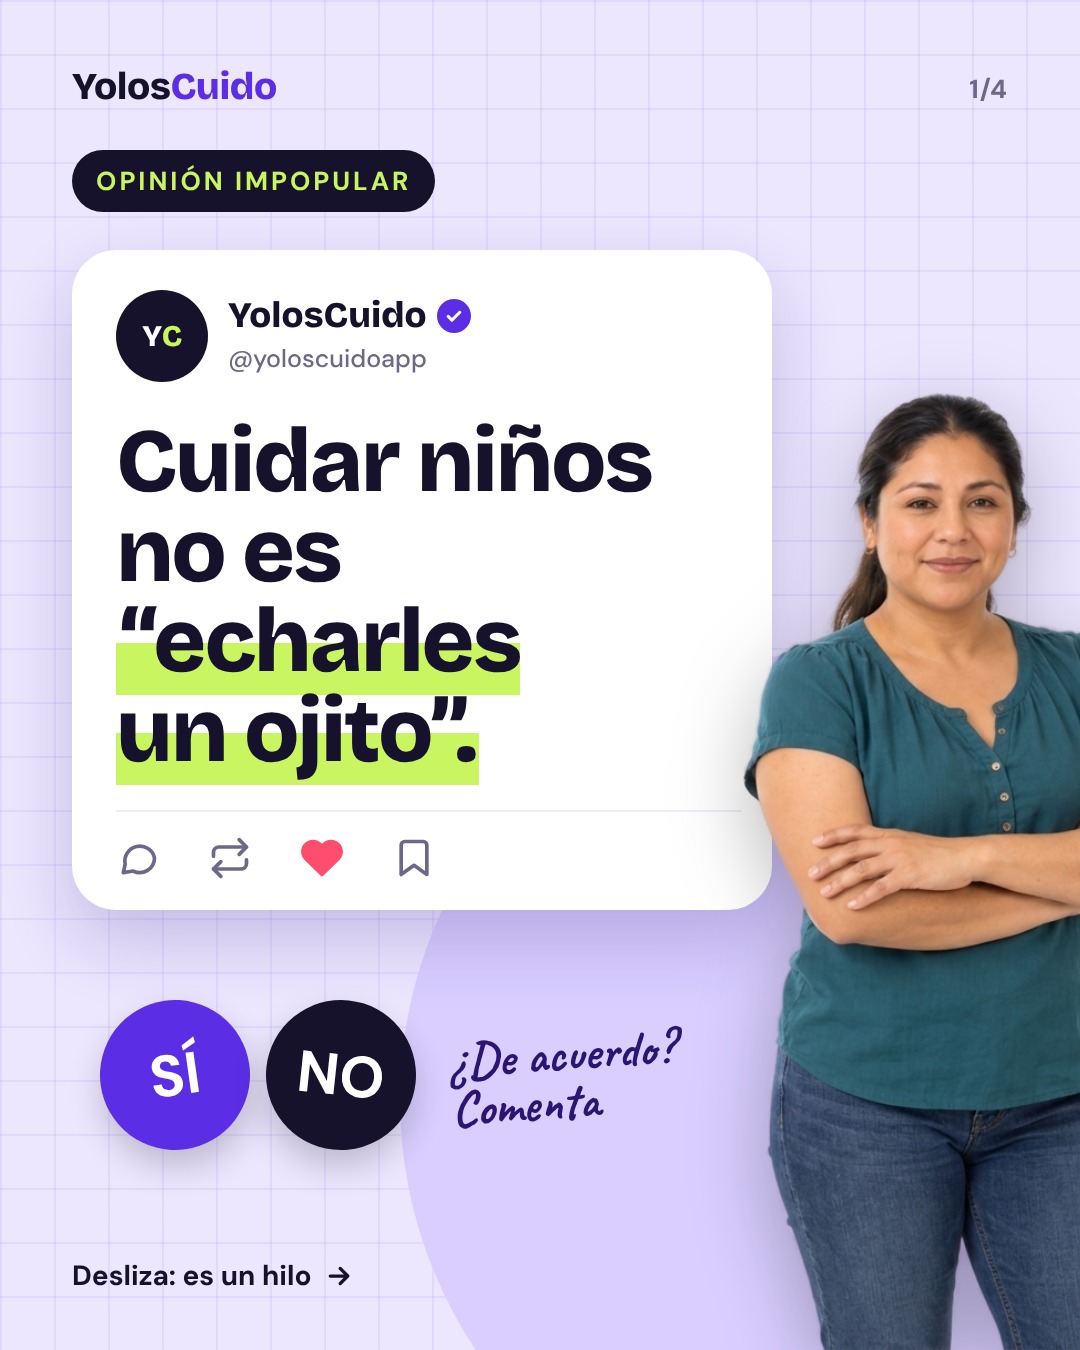 YolosCuido
1/4
OPINIÓN IMPOPULAR
YC
YolosCuido
@yoloscuidoapp
Cuidar niños
no es
“echarles
un ojito”.
SÍ
NO
¿De acuerdo?
Comenta
Desliza: es un hilo →